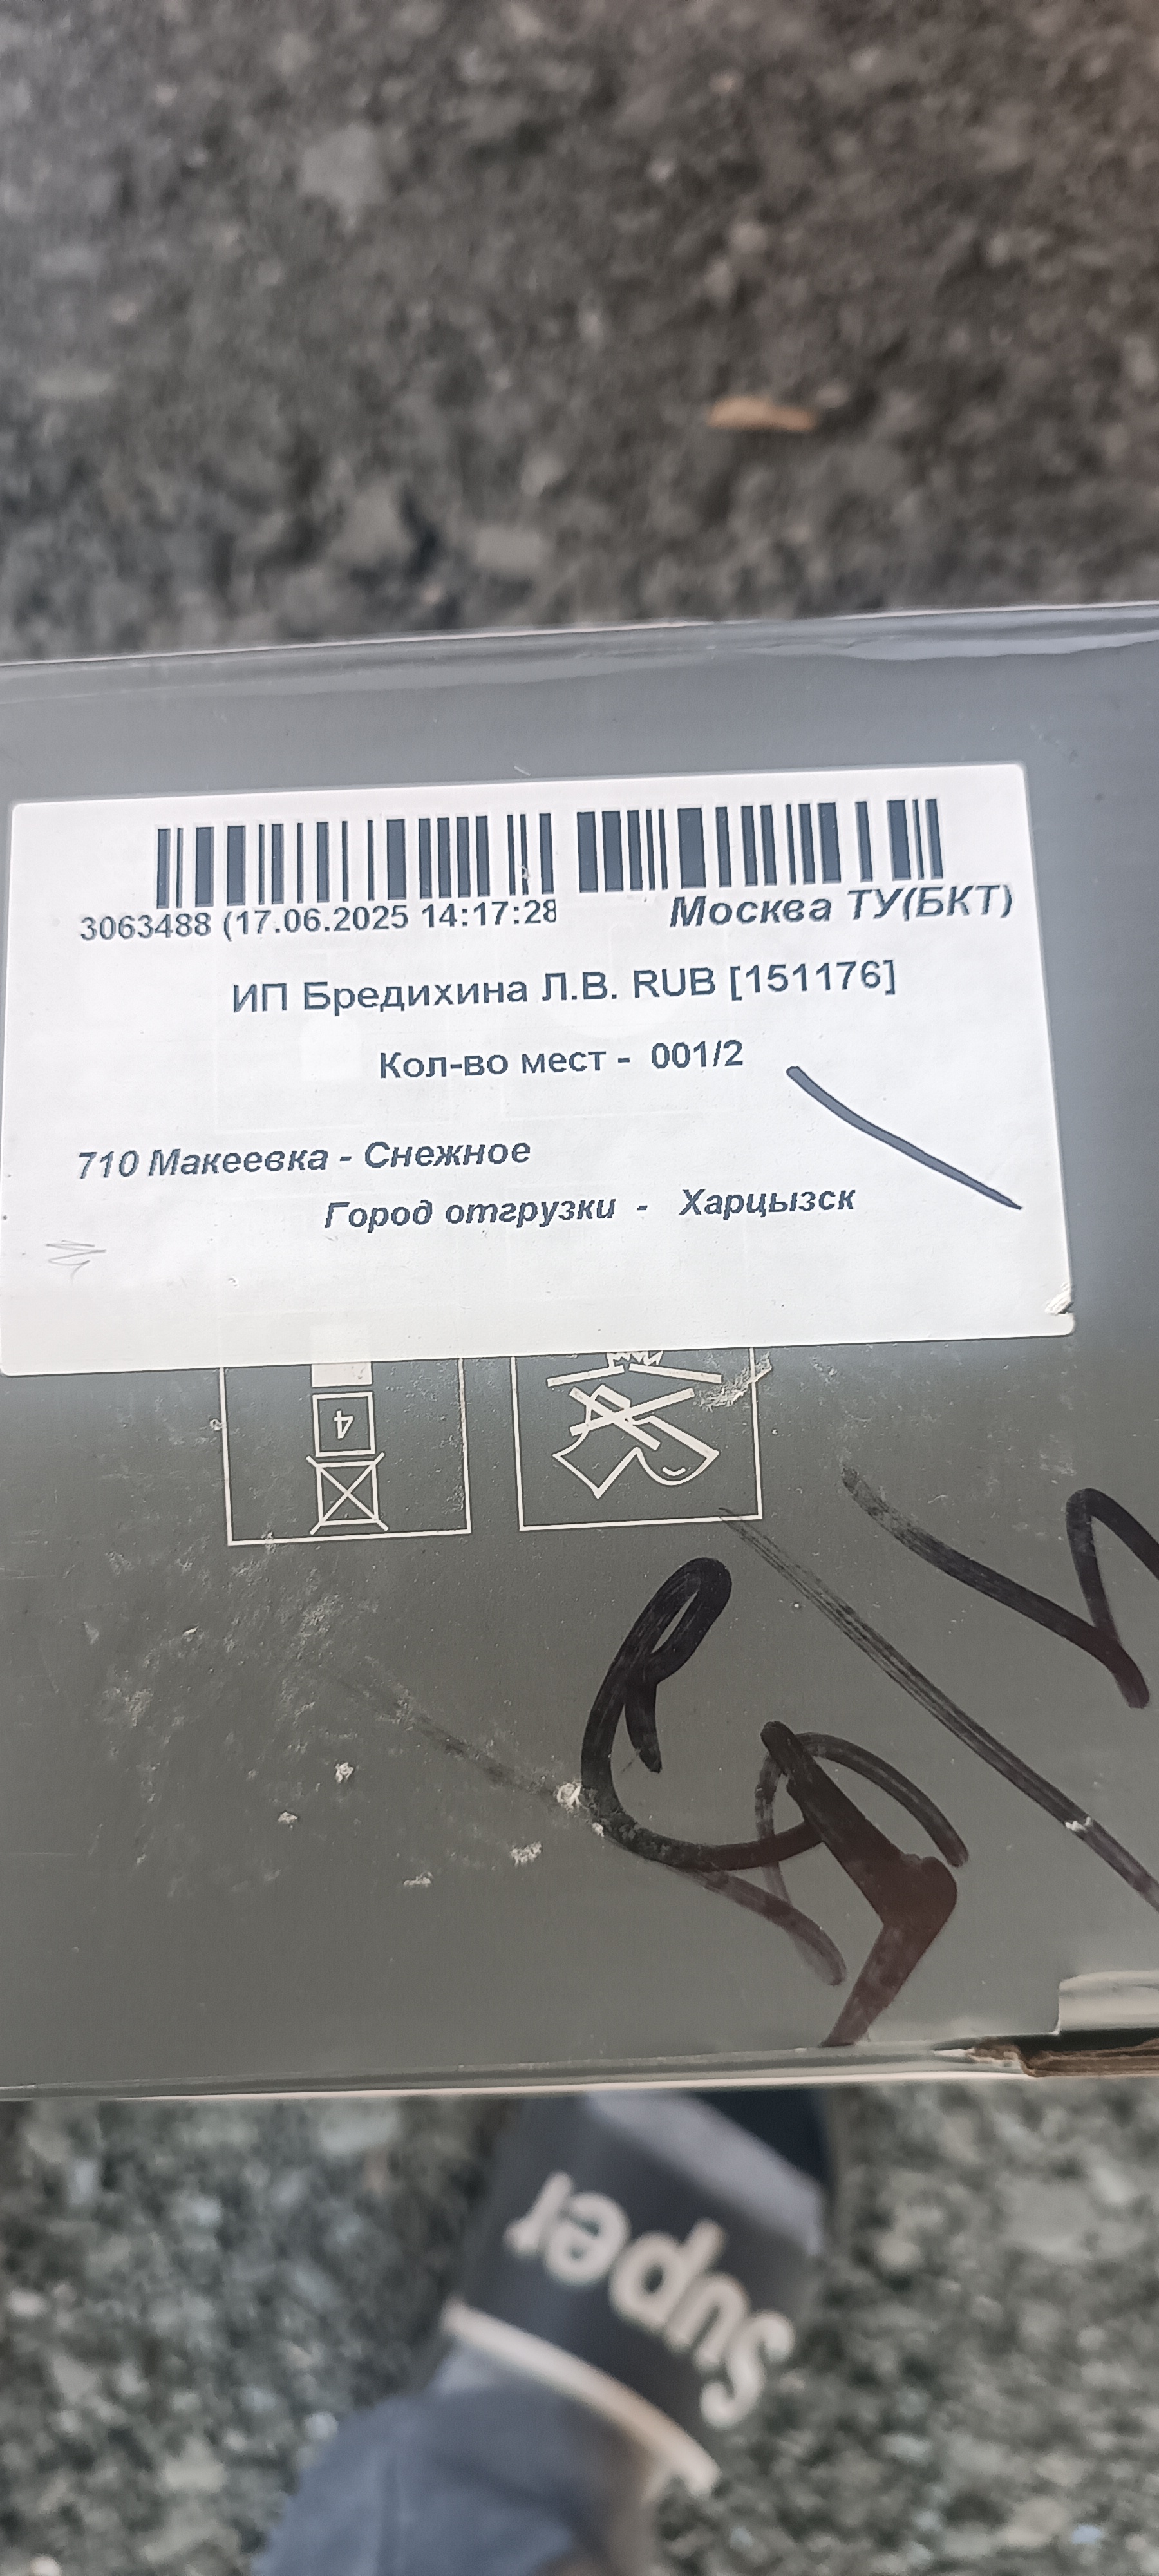 3063488 (17.06.2025 14:17:28
Москва ТУ(БКТ)
ИП Бредихина Л.В. RUB [151176]
Кол-во мест - 001/2
710 Макеевка - Снежное
Город отгрузки - Харцызск
4
Super